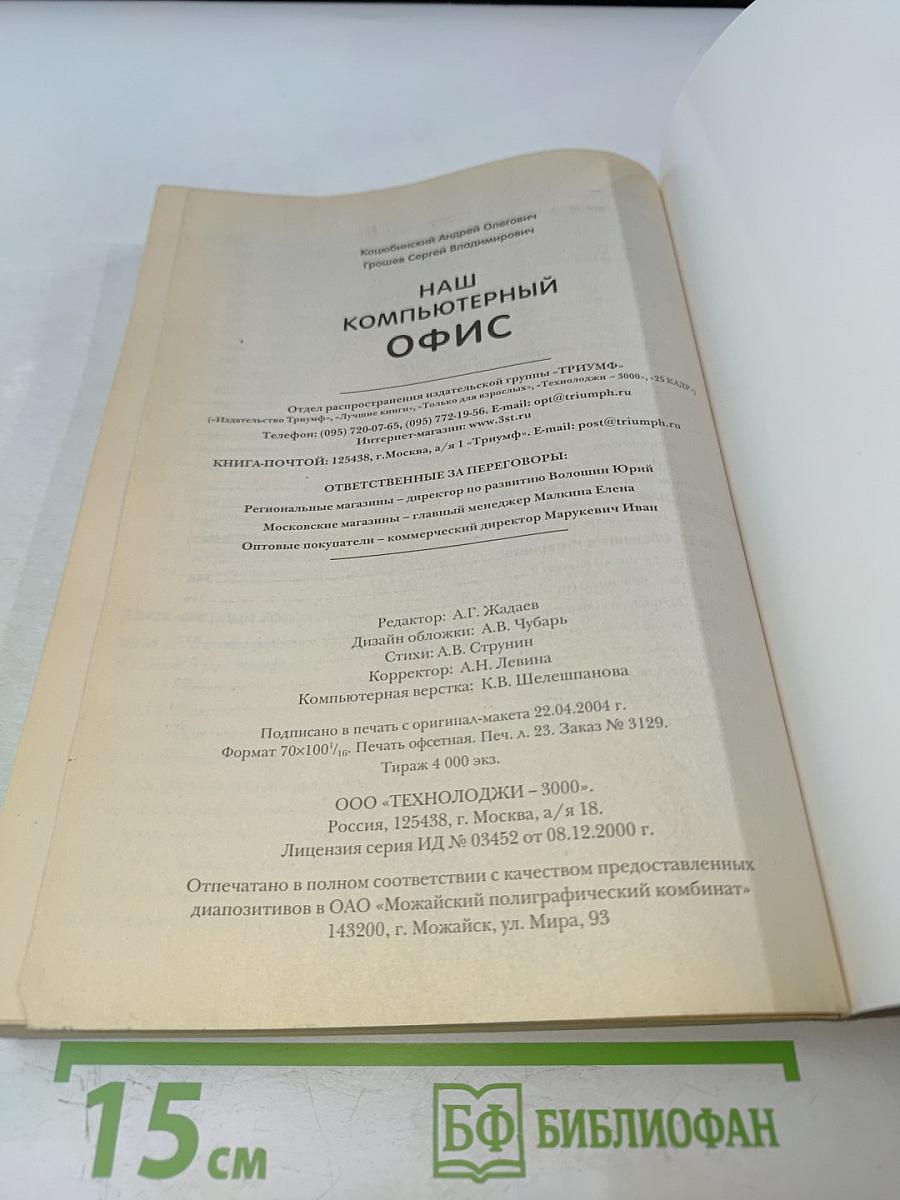 Коцюбинский Андрей Олегович
Грошев Сергей Владимирович
НАШ
КОМПЬЮТЕРНЫЙ
ОФИС
Отдел распространения издательской группы «ТРИУМФ»
(«Издательство Триумф», «Лучшие книги», «Только для взрослых», «Технолоджи – 3000», «25 КАДР»)
Телефон: (095) 720-07-65, (095) 772-19-56. E-mail: opt@triumph.ru
Интернет-магазин: www.3st.ru
КНИГА-ПОЧТОЙ: 125438, г.Москва, а/я 1 «Триумф». E-mail: post@triumph.ru
ОТВЕТСТВЕННЫЕ ЗА ПЕРЕГОВОРЫ:
Региональные магазины – директор по развитию Волошин Юрий
Московские магазины – главный менеджер Малкина Елена
Оптовые покупатели – коммерческий директор Марукевич Иван
Редактор: А.Г. Жадаев
Дизайн обложки: А.В. Чубарь
Стихи: А.В. Струнин
Корректор: А.Н. Левина
Компьютерная верстка: К.В. Шелешпанова
Подписано в печать с оригинал-макета 22.04.2004 г.
Формат 70×100¹/₁₆. Печать офсетная. Печ. л. 23. Заказ № 3129.
Тираж 4 000 экз.
ООО «ТЕХНОЛОДЖИ – 3000».
Россия, 125438, г. Москва, а/я 18.
Лицензия серия ИД № 03452 от 08.12.2000 г.
Отпечатано в полном соответствии с качеством предоставленных
диапозитивов в ОАО «Можайский полиграфический комбинат»
143200, г. Можайск, ул. Мира, 93
15 см
БФ БИБЛИОФАН